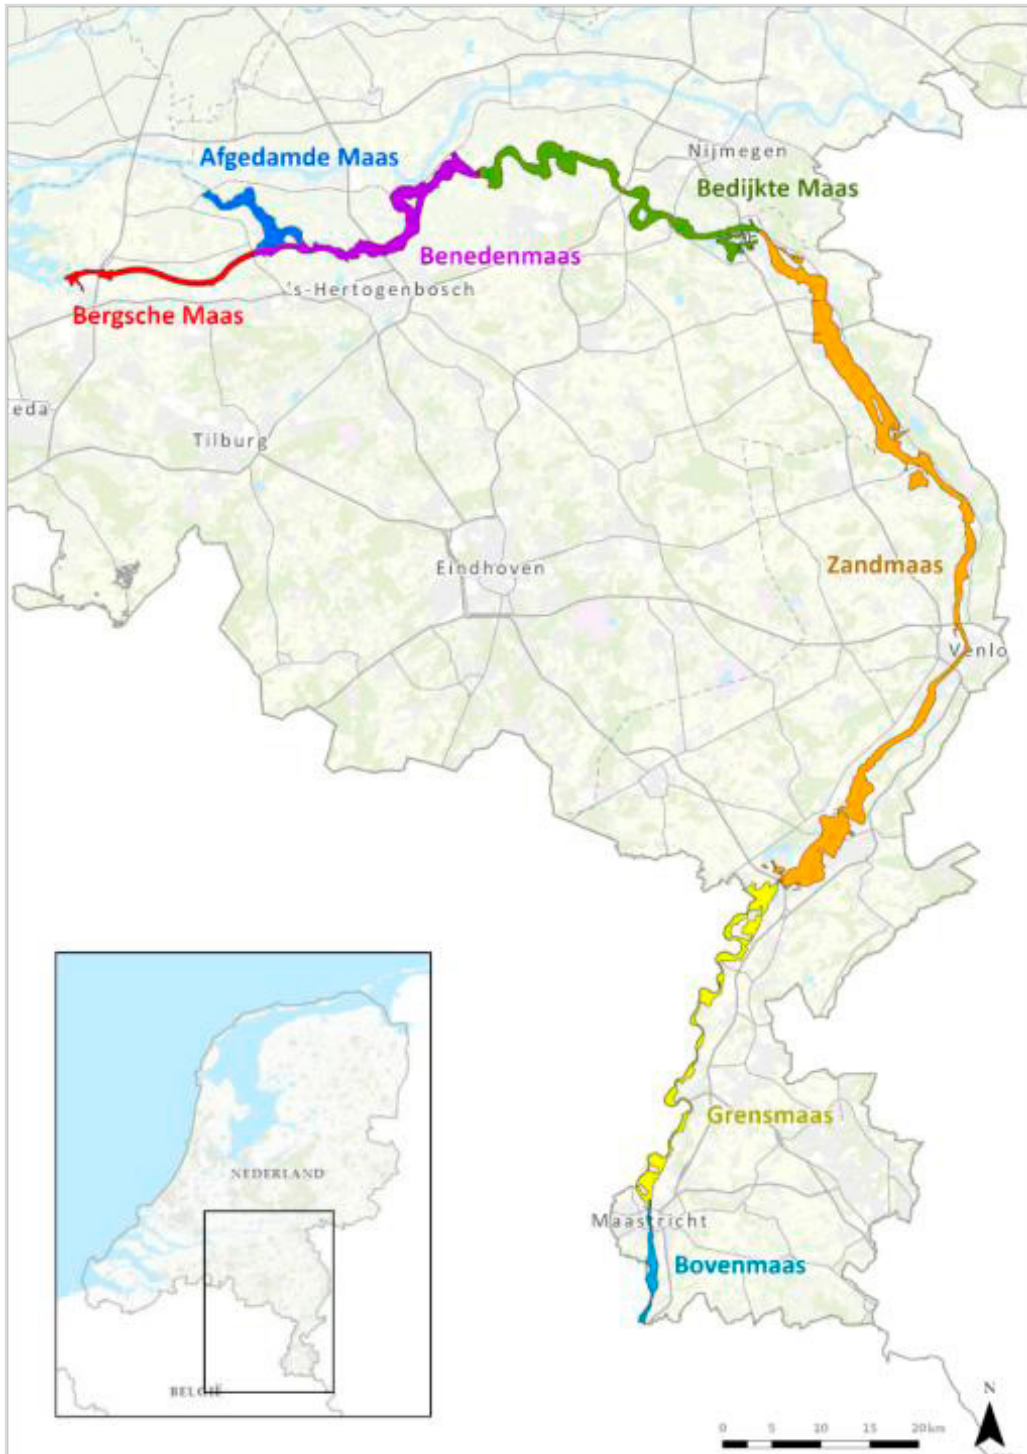 Nijmegen
Afgedamde Maas
Bedijkte Maas
Benedenmaas
's-Hertogenbosch
Bergsche Maas
eda
Tilburg
Zandmaas
Eindhoven
Venlo
Grensmaas
NEDERLAND
Maastricht
Bovenmaas
BELGIË
N
0 5 10 15 20km